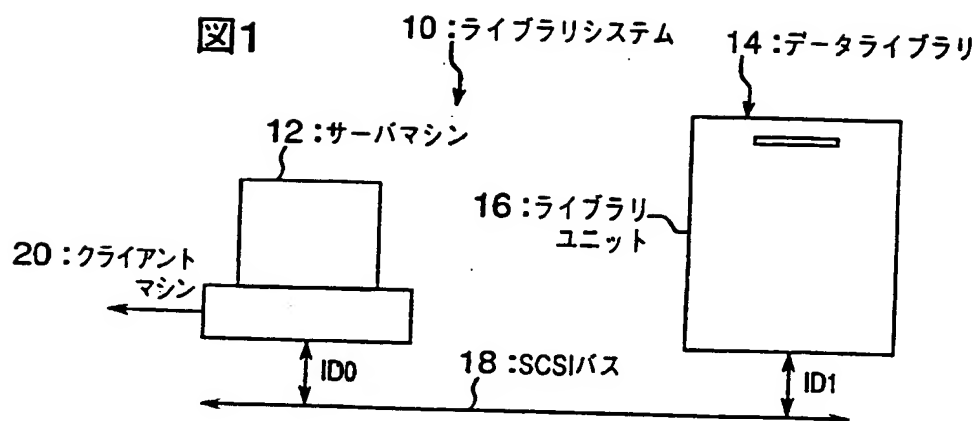 図1
10:ライブラリシステム
14:データライブラリ
12:サーバマシン
16:ライブラリ
ユニット
20:クライアント
マシン
ID0
18:SCSIバス
ID1